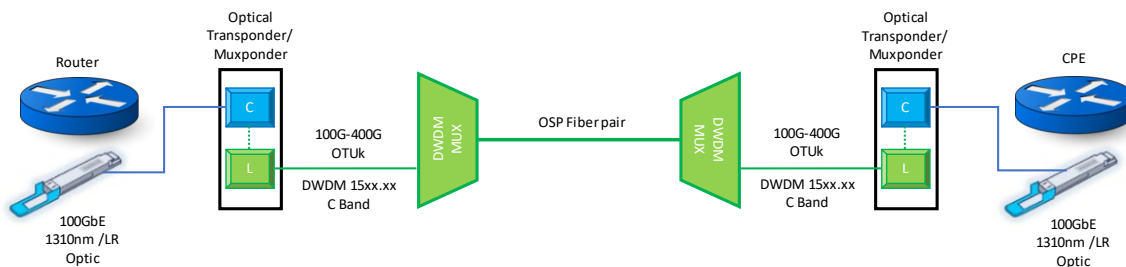 Router
100GbE
1310nm /LR
Optic
Optical
Transponder/
Muxponder
C
L
100G-400G
OTUk
DWDM 15xx.xx
C Band
DWDM
MUX
OSP Fiber pair
DWDM
MUX
100G-400G
OTUk
DWDM 15xx.xx
C Band
Optical
Transponder/
Muxponder
C
L
CPE
100GbE
1310nm /LR
Optic